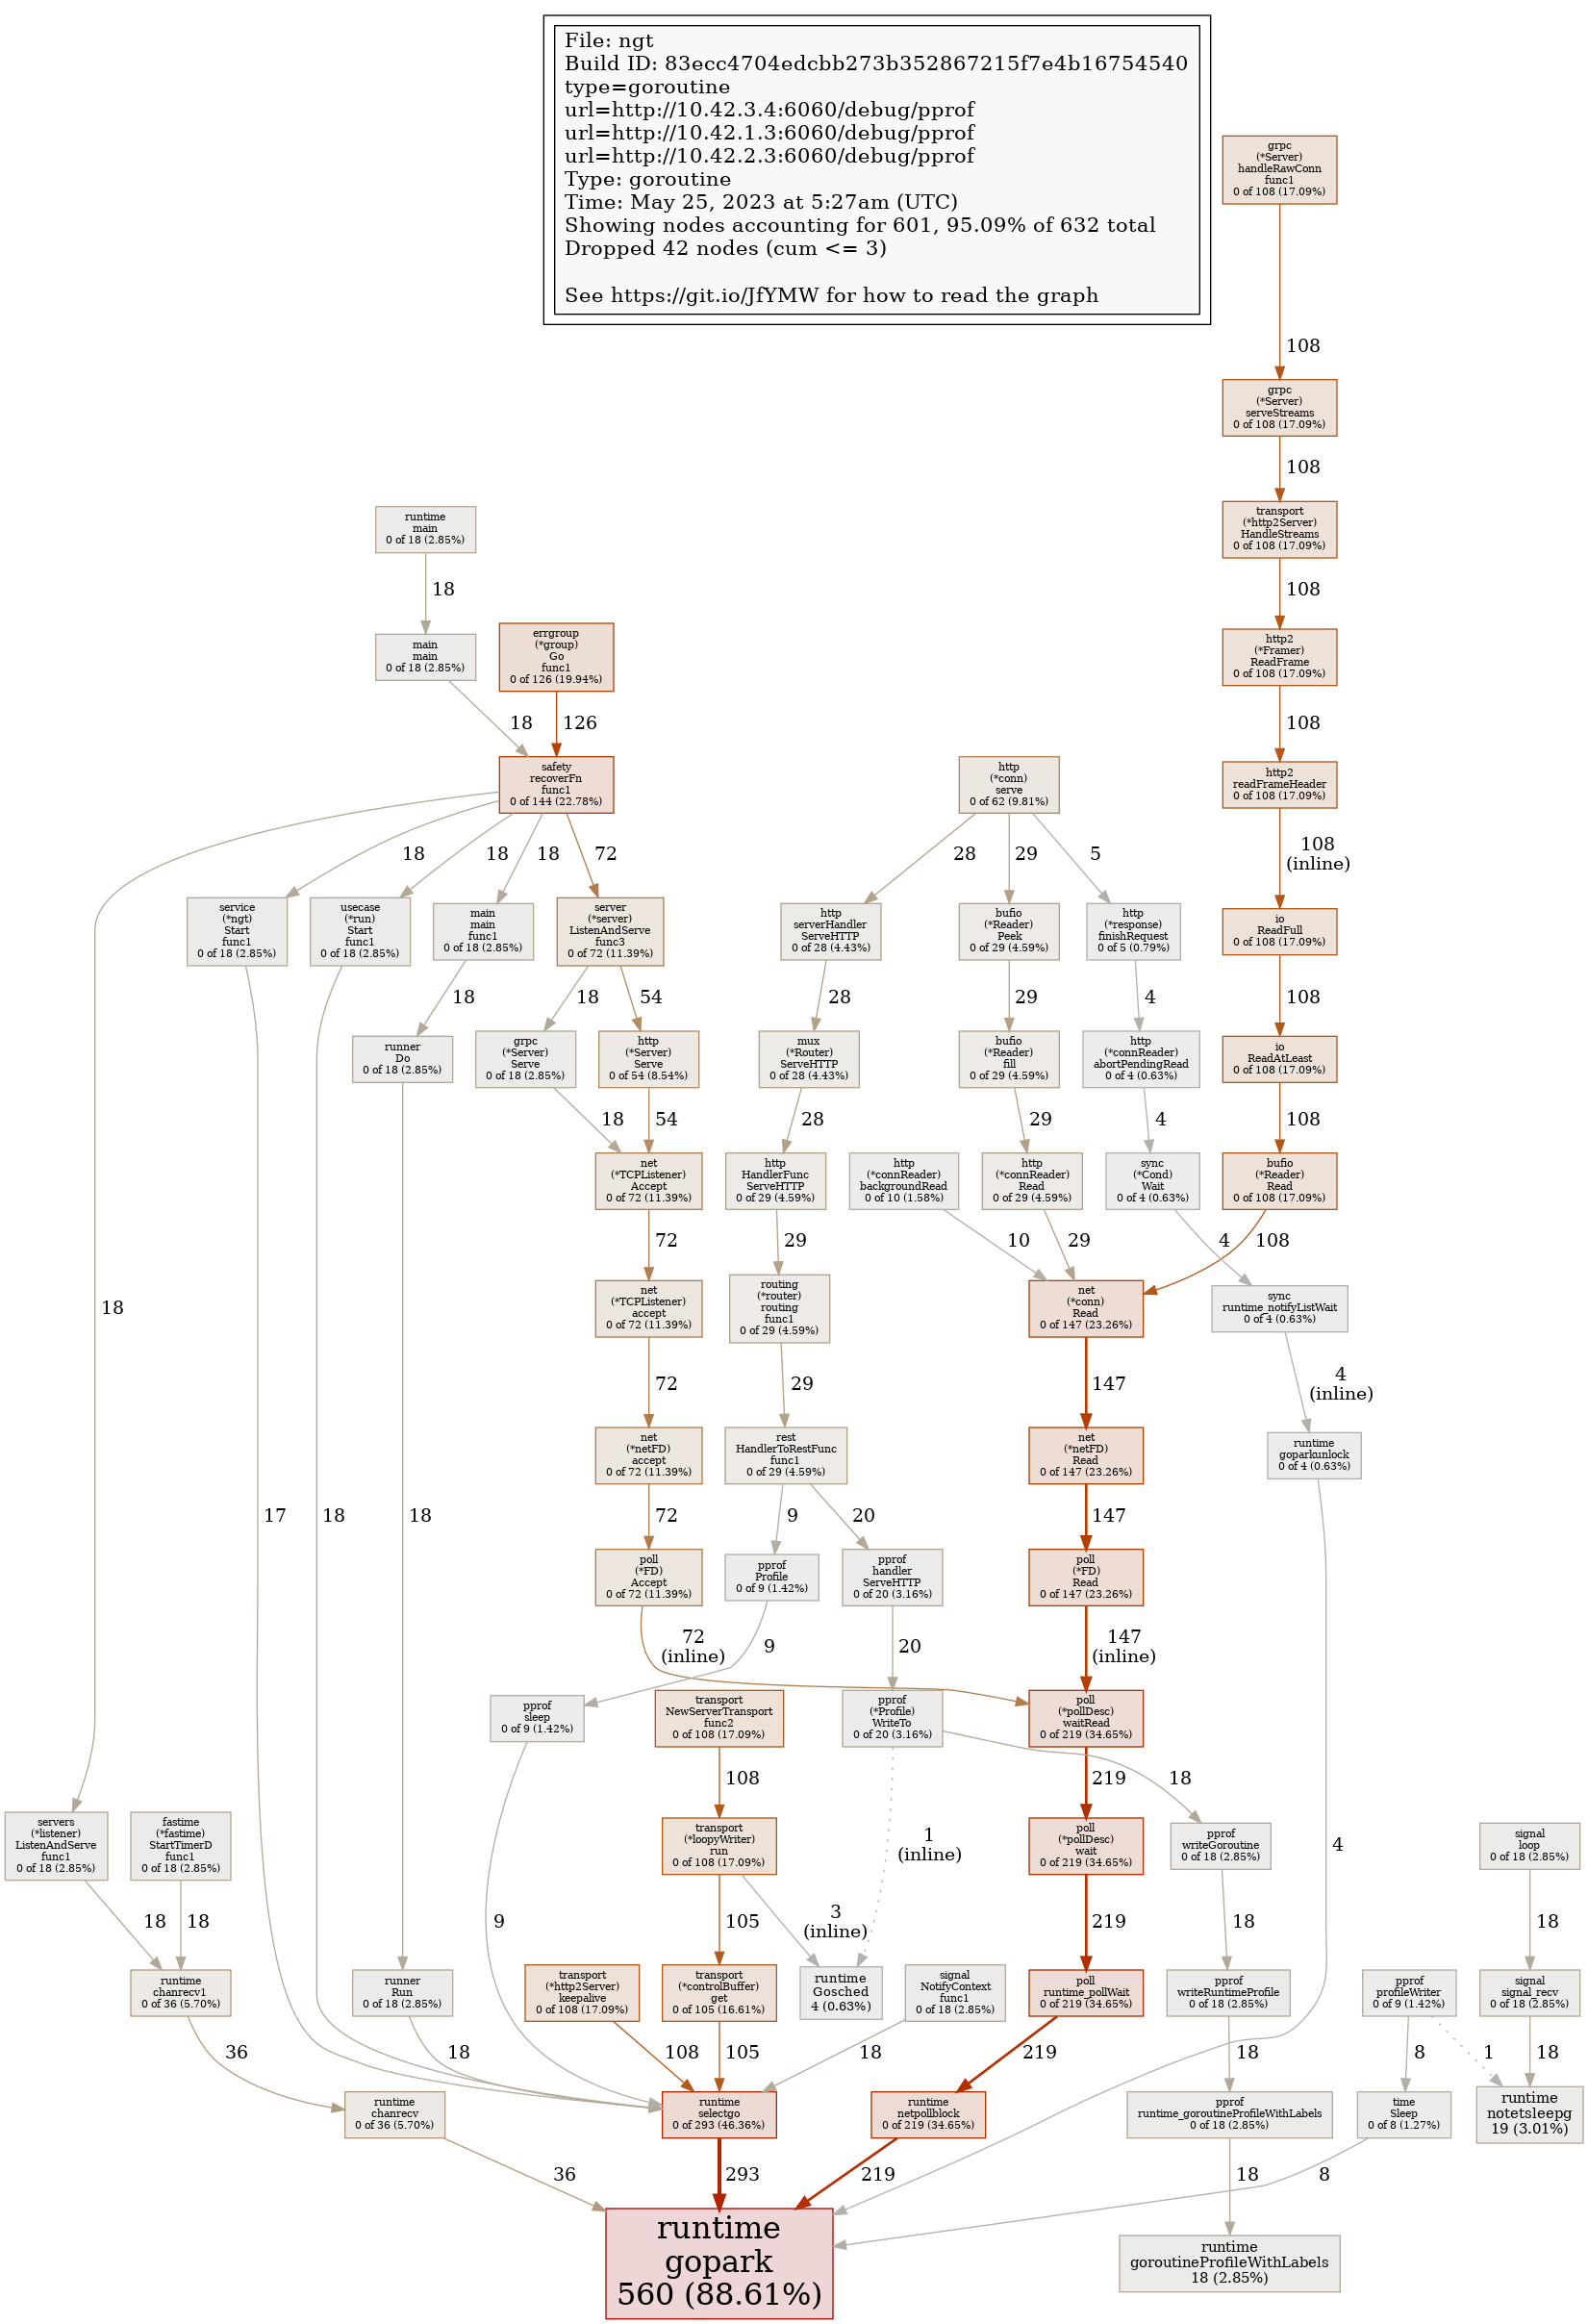 File: ngt
Build ID: 83ecc4704edcbb273b352867215f7e4b16754540
type=goroutine
url=http://10.42.3.4:6060/debug/pprof
url=http://10.42.1.3:6060/debug/pprof
url=http://10.42.2.3:6060/debug/pprof
Type: goroutine
Time: May 25, 2023 at 5:27am (UTC)
Showing nodes accounting for 601, 95.09% of 632 total
Dropped 42 nodes (cum <= 3)
See https://git.io/JfYMW for how to read the graph
grpc
(*Server)
handleRawConn
func1
0 of 108 (17.09%)
108
grpc
(*Server)
serveStreams
0 of 108 (17.09%)
108
transport
(*http2Server)
HandleStreams
0 of 108 (17.09%)
108
runtime
main
0 of 18 (2.85%)
18
main
main
0 of 18 (2.85%)
18
errgroup
(*group)
Go
func1
0 of 126 (19.94%)
126
http2
(*Framer)
ReadFrame
0 of 108 (17.09%)
108
safety
recoverFn
func1
0 of 144 (22.78%)
18
18
18
18
72
http
(*conn)
serve
0 of 62 (9.81%)
28
29
5
http2
readFrameHeader
0 of 108 (17.09%)
108
(inline)
service
(*ngt)
Start
func1
0 of 18 (2.85%)
17
usecase
(*run)
Start
func1
0 of 18 (2.85%)
18
main
main
func1
0 of 18 (2.85%)
18
server
(*server)
ListenAndServe
func3
0 of 72 (11.39%)
18
54
http
serverHandler
ServeHTTP
0 of 28 (4.43%)
28
bufio
(*Reader)
Peek
0 of 29 (4.59%)
29
http
(*response)
finishRequest
0 of 5 (0.79%)
4
io
ReadFull
0 of 108 (17.09%)
108
runner
Do
0 of 18 (2.85%)
18
grpc
(*Server)
Serve
0 of 18 (2.85%)
18
http
(*Server)
Serve
0 of 54 (8.54%)
54
mux
(*Router)
ServeHTTP
0 of 28 (4.43%)
28
bufio
(*Reader)
fill
0 of 29 (4.59%)
29
http
(*connReader)
abortPendingRead
0 of 4 (0.63%)
4
io
ReadAtLeast
0 of 108 (17.09%)
108
net
(*TCPListener)
Accept
0 of 72 (11.39%)
72
http
HandlerFunc
ServeHTTP
0 of 29 (4.59%)
29
http
(*connReader)
backgroundRead
0 of 10 (1.58%)
10
http
(*connReader)
Read
0 of 29 (4.59%)
29
sync
(*Cond)
Wait
0 of 4 (0.63%)
4
bufio
(*Reader)
Read
0 of 108 (17.09%)
108
net
(*TCPListener)
accept
0 of 72 (11.39%)
72
routing
(*router)
routing
func1
0 of 29 (4.59%)
29
net
(*conn)
Read
0 of 147 (23.26%)
147
sync
runtime_notifyListWait
0 of 4 (0.63%)
4
(inline)
net
(*netFD)
accept
0 of 72 (11.39%)
72
rest
HandlerToRestFunc
func1
0 of 29 (4.59%)
9
20
net
(*netFD)
Read
0 of 147 (23.26%)
147
runtime
goparkunlock
0 of 4 (0.63%)
4
poll
(*FD)
Accept
0 of 72 (11.39%)
72
(inline)
pprof
Profile
0 of 9 (1.42%)
9
pprof
handler
ServeHTTP
0 of 20 (3.16%)
20
poll
(*FD)
Read
0 of 147 (23.26%)
147
(inline)
pprof
sleep
0 of 9 (1.42%)
9
transport
NewServerTransport
func2
0 of 108 (17.09%)
108
pprof
(*Profile)
WriteTo
0 of 20 (3.16%)
1
(inline)
18
poll
(*pollDesc)
waitRead
0 of 219 (34.65%)
219
servers
(*listener)
ListenAndServe
func1
0 of 18 (2.85%)
18
fastime
(*fastime)
StartTimerD
func1
0 of 18 (2.85%)
18
transport
(*loopyWriter)
run
0 of 108 (17.09%)
105
3
(inline)
poll
(*pollDesc)
wait
0 of 219 (34.65%)
219
pprof
writeGoroutine
0 of 18 (2.85%)
18
signal
loop
0 of 18 (2.85%)
18
runtime
chanrecv1
0 of 36 (5.70%)
36
runner
Run
0 of 18 (2.85%)
18
transport
(*http2Server)
keepalive
0 of 108 (17.09%)
108
transport
(*controlBuffer)
get
0 of 105 (16.61%)
105
runtime
Gosched
4 (0.63%)
signal
NotifyContext
func1
0 of 18 (2.85%)
18
poll
runtime_pollWait
0 of 219 (34.65%)
219
pprof
writeRuntimeProfile
0 of 18 (2.85%)
18
pprof
profileWriter
0 of 9 (1.42%)
8
1
signal
signal_recv
0 of 18 (2.85%)
18
runtime
chanrecv
0 of 36 (5.70%)
36
runtime
selectgo
0 of 293 (46.36%)
293
runtime
netpollblock
0 of 219 (34.65%)
219
pprof
runtime_goroutineProfileWithLabels
0 of 18 (2.85%)
18
time
Sleep
0 of 8 (1.27%)
8
runtime
notetsleepg
19 (3.01%)
runtime
gopark
560 (88.61%)
runtime
goroutineProfileWithLabels
18 (2.85%)